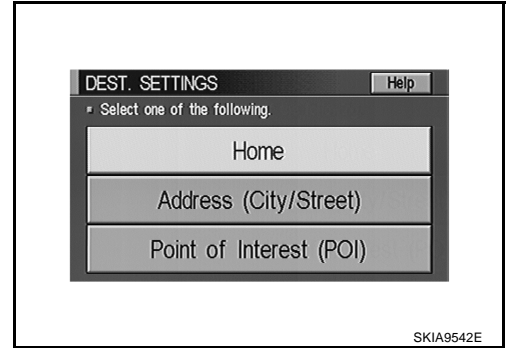 DEST. SETTINGS Help
Select one of the following.
Home
Address (City/Street)
Point of Interest (POI)
SKIA9542E